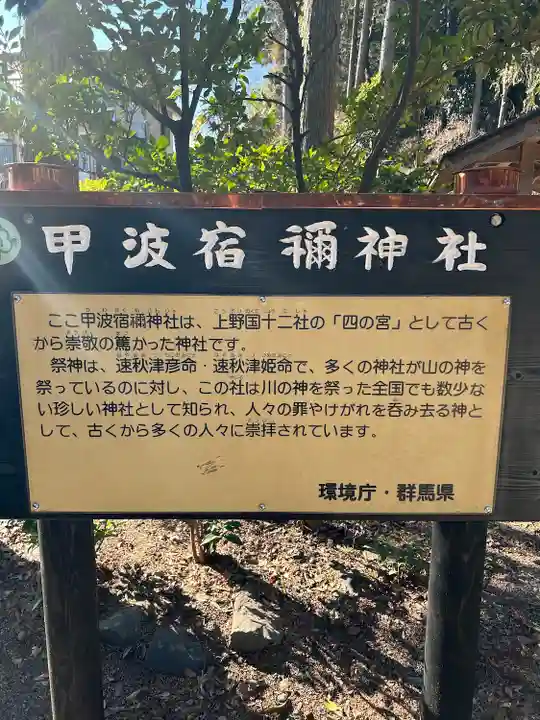 甲波宿禰神社
ここ甲波宿禰神社は、上野国十二社の「四の宮」として古く
から崇敬の篤かった神社です。
祭神は、速秋津彦命・速秋津姫命で、多くの神社が山の神を
祭っているのに対し、この社は川の神を祭った全国でも数少な
い珍しい神社として知られ、人々の罪やけがれを呑み去る神と
して、古くから多くの人々に崇拝されています。
環境庁・群馬県